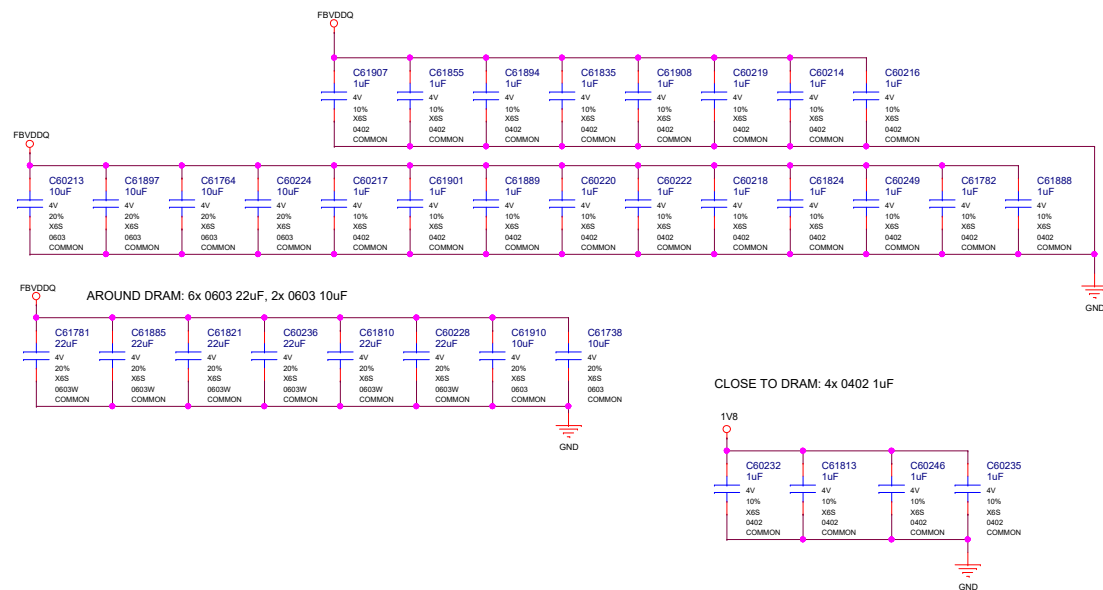 FBVDDQ
C61907 C61855 C61894 C61835 C61908 C60219 C60214 C60216
1uF 1uF 1uF 1uF 1uF 1uF 1uF 1uF
4V 4V 4V 4V 4V 4V 4V 4V
10% 10% 10% 10% 10% 10% 10% 10%
X6S X6S X6S X6S X6S X6S X6S X6S
0402 0402 0402 0402 0402 0402 0402 0402
COMMON COMMON COMMON COMMON COMMON COMMON COMMON COMMON
FBVDDQ
C60213 C61897 C61764 C60224 C60217 C61901 C61889 C60220 C60222 C60218 C61824 C60249 C61782 C61888
10uF 10uF 10uF 10uF 1uF 1uF 1uF 1uF 1uF 1uF 1uF 1uF 1uF 1uF
4V 4V 4V 4V 4V 4V 4V 4V 4V 4V 4V 4V 4V 4V
20% 20% 20% 20% 10% 10% 10% 10% 10% 10% 10% 10% 10% 10%
X6S X6S X6S X6S X6S X6S X6S X6S X6S X6S X6S X6S X6S X6S
0603 0603 0603 0603 0402 0402 0402 0402 0402 0402 0402 0402 0402 0402
COMMON COMMON COMMON COMMON COMMON COMMON COMMON COMMON COMMON COMMON COMMON COMMON COMMON COMMON
GND
FBVDDQ
AROUND DRAM: 6x 0603 22uF, 2x 0603 10uF
C61781 C61885 C61821 C60236 C61810 C60228 C61910 C61738
22uF 22uF 22uF 22uF 22uF 22uF 10uF 10uF
4V 4V 4V 4V 4V 4V 4V 4V
20% 20% 20% 20% 20% 20% 20% 20%
X6S X6S X6S X6S X6S X6S X6S X6S
0603W 0603W 0603W 0603W 0603W 0603W 0603 0603
COMMON COMMON COMMON COMMON COMMON COMMON COMMON COMMON
GND
CLOSE TO DRAM: 4x 0402 1uF
1V8
C60232 C61813 C60246 C60235
1uF 1uF 1uF 1uF
4V 4V 4V 4V
10% 10% 10% 10%
X6S X6S X6S X6S
0402 0402 0402 0402
COMMON COMMON COMMON COMMON
GND